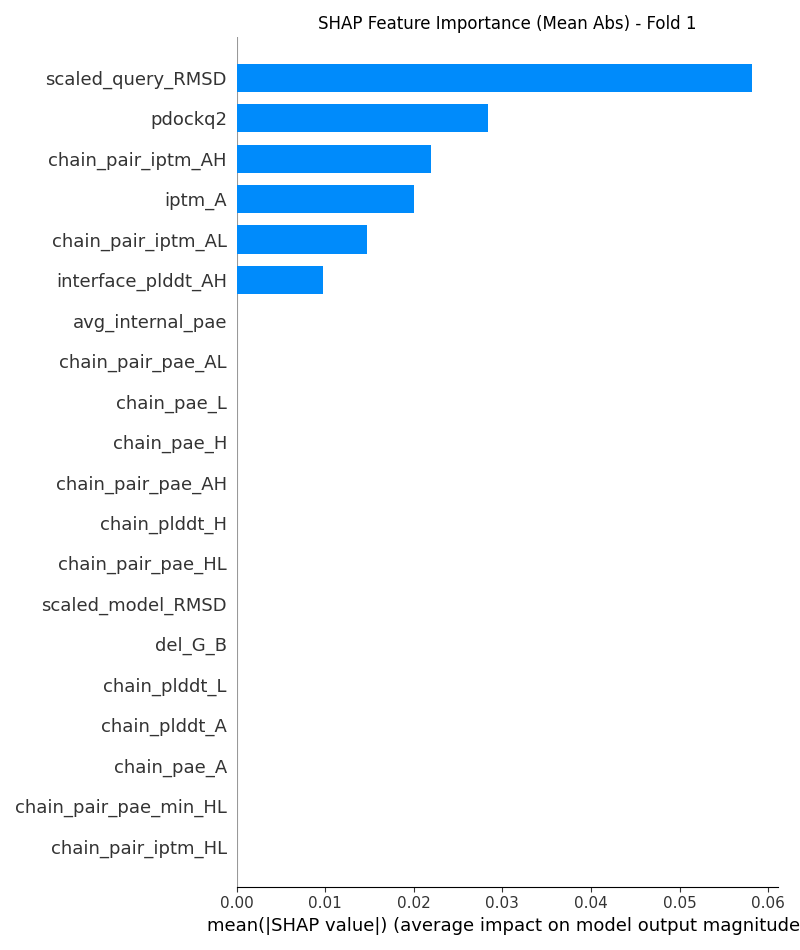 SHAP Feature Importance (Mean Abs) - Fold 1
scaled_query_RMSD
pdockq2
chain_pair_iptm_AH
iptm_A
chain_pair_iptm_AL
interface_plddt_AH
avg_internal_pae
chain_pair_pae_AL
chain_pae_L
chain_pae_H
chain_pair_pae_AH
chain_plddt_H
chain_pair_pae_HL
scaled_model_RMSD
del_G_B
chain_plddt_L
chain_plddt_A
chain_pae_A
chain_pair_pae_min_HL
chain_pair_iptm_HL
0.00 0.01 0.02 0.03 0.04 0.05 0.06
mean(|SHAP value|) (average impact on model output magnitude